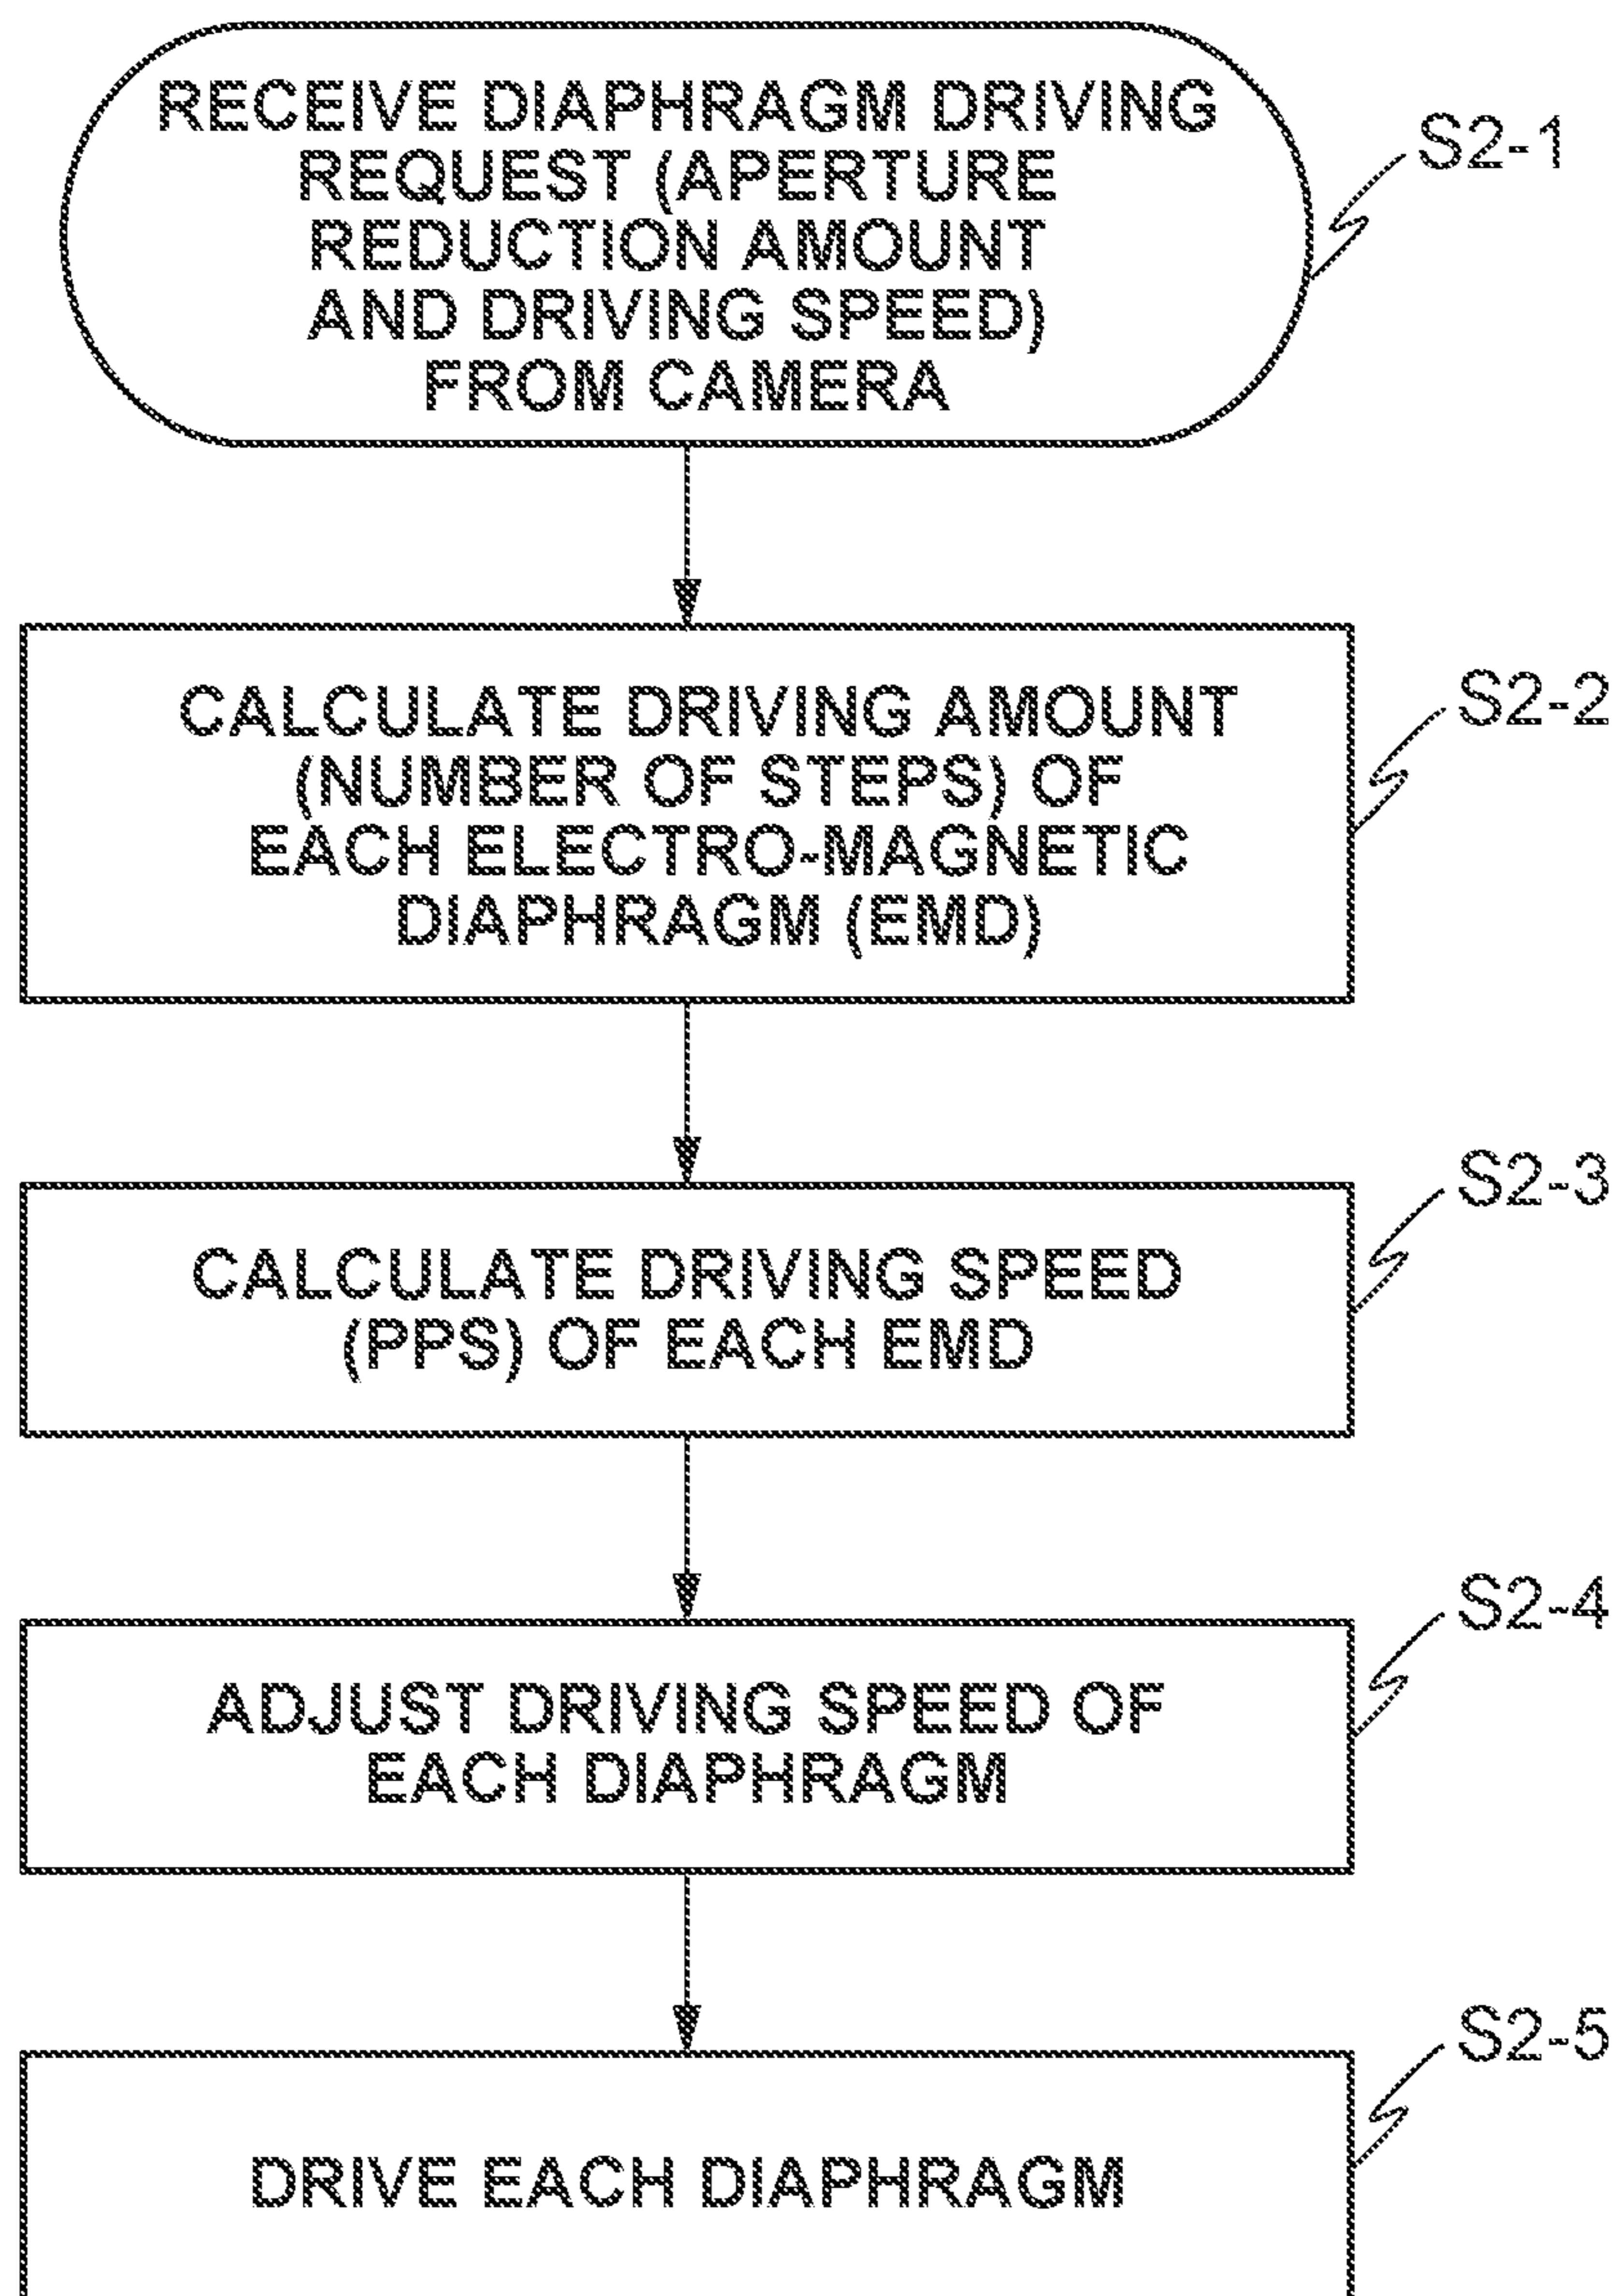 RECEIVE DIAPHRAGM DRIVING
REQUEST (APERTURE
REDUCTION AMOUNT
AND DRIVING SPEED)
FROM CAMERA
S2-1
CALCULATE DRIVING AMOUNT
(NUMBER OF STEPS) OF
EACH ELECTRO-MAGNETIC
DIAPHRAGM (EMD)
S2-2
CALCULATE DRIVING SPEED
(PPS) OF EACH EMD
S2-3
ADJUST DRIVING SPEED OF
EACH DIAPHRAGM
S2-4
DRIVE EACH DIAPHRAGM
S2-5